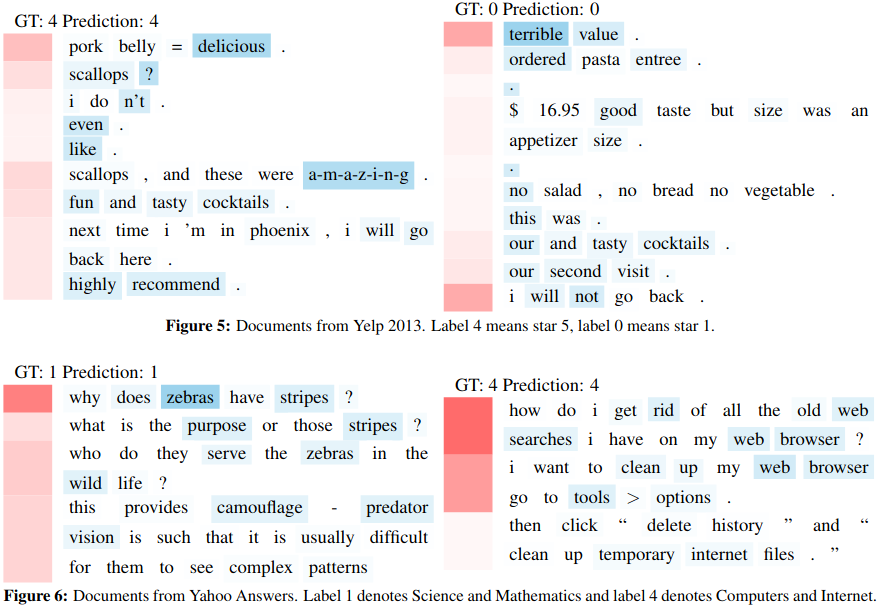 GT: 4 Prediction: 4
pork belly = delicious .
scallops ?
i do n't .
even .
like .
scallops , and these were a-m-a-z-i-n-g .
fun and tasty cocktails .
next time i 'm in phoenix , i will go
back here .
highly recommend .
GT: 0 Prediction: 0
terrible value .
ordered pasta entree .
.
$ 16.95 good taste but size was an
appetizer size .
.
no salad , no bread no vegetable .
this was .
our and tasty cocktails .
our second visit .
i will not go back .
Figure 5: Documents from Yelp 2013. Label 4 means star 5, label 0 means star 1.
GT: 1 Prediction: 1
why does zebras have stripes ?
what is the purpose or those stripes ?
who do they serve the zebras in the
wild life ?
this provides camouflage - predator
vision is such that it is usually difficult
for them to see complex patterns
GT: 4 Prediction: 4
how do i get rid of all the old web
searches i have on my web browser ?
i want to clean up my web browser
go to tools > options .
then click “ delete history ” and “
clean up temporary internet files . ”
Figure 6: Documents from Yahoo Answers. Label 1 denotes Science and Mathematics and label 4 denotes Computers and Internet.